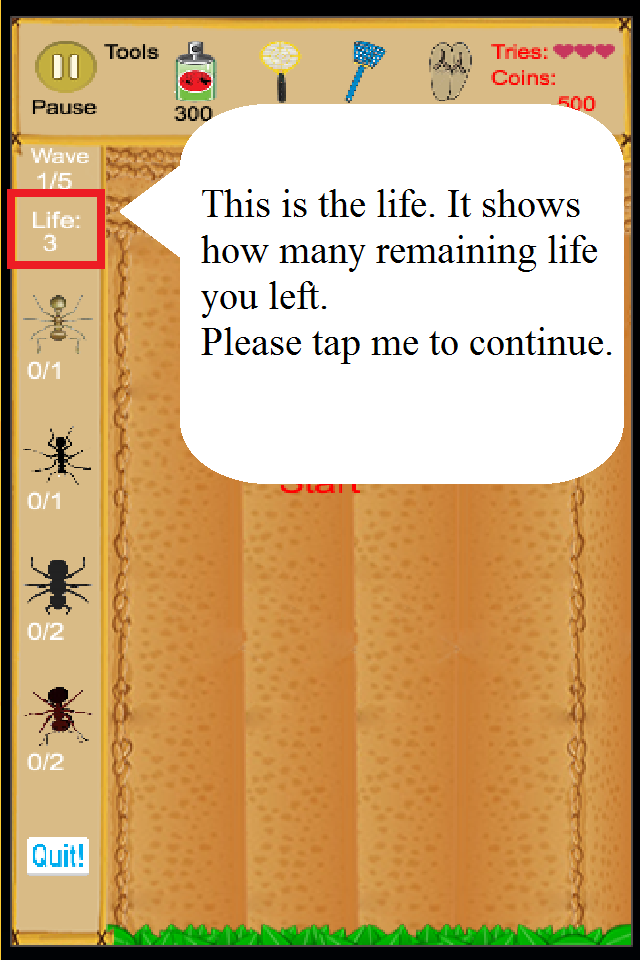 Tools
Tries:
Coins:
500
Pause
300
Wave
1/5
Life:
3
This is the life. It shows
how many remaining life
you left.
Please tap me to continue.
Start
0/1
0/1
0/2
0/2
Quit!